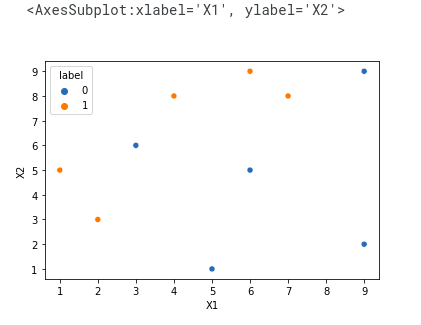 <AxesSubplot:xlabel='X1', ylabel='X2'>
label
0
1
9
8
7
6
5
4
3
2
1
X2
1 2 3 4 5 6 7 8 9
X1